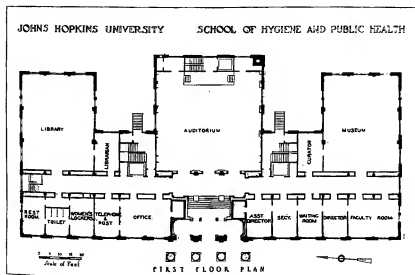 JOHNS HOPKINS UNIVERSITY SCHOOL OF HYGIENE AND PUBLIC HEALTH
LIBRARY
LIBRARIAN
AUDITORIUM
CURATOR
MUSEUM
REST ROOM
TOILET
WOMEN'S LOCKERS
TELEPHONE POST
OFFICE
ASST DIRECTOR
SECY.
WAITING ROOM
DIRECTOR
FACULTY ROOM
Scale of Feet
FIRST FLOOR PLAN